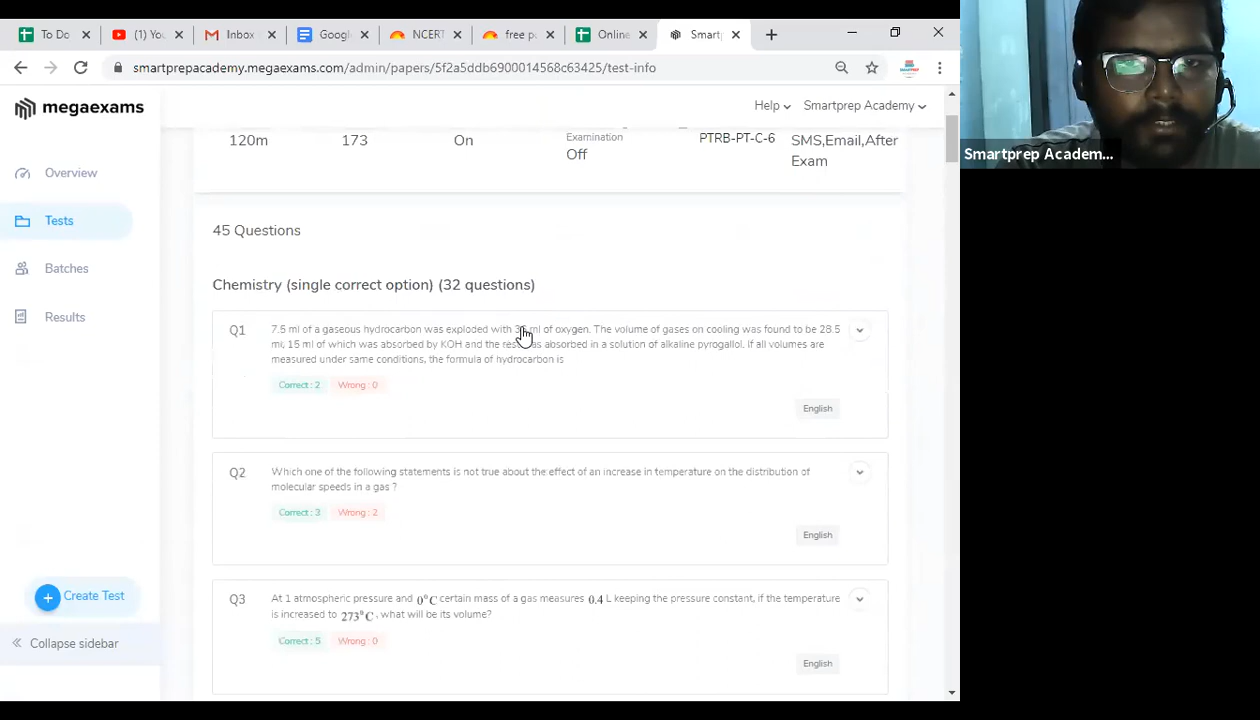 To Do
(1) You
Inbox
Googl
NCERT
free p
Online
Smart
smartprepacademy.megaexams.com/admin/papers/5f2a5ddb6900014568c63425/test-info
megaexams
Help
Smartprep Academy
Overview
Tests
Batches
Results
Create Test
Collapse sidebar
120m
173
On
Examination
Off
PTRB-PT-C-6
SMS,Email,After
Exam
45 Questions
Chemistry (single correct option) (32 questions)
Q1
7.5 ml of a gaseous hydrocarbon was exploded with ml of oxygen. The volume of gases on cooling was found to be 28.5
ml, 15 ml of which was absorbed by KOH and the rest was absorbed in a solution of alkaline pyrogallol. If all volumes are
measured under same conditions, the formula of hydrocarbon is
Correct : 2 Wrong : 0
English
Q2
Which one of the following statements is not true about the effect of an increase in temperature on the distribution of
molecular speeds in a gas ?
Correct : 3 Wrong : 2
English
Q3
At 1 atmospheric pressure and 0°C certain mass of a gas measures 0.4 L keeping the pressure constant, if the temperature
is increased to 273°C, what will be its volume?
Correct : 5 Wrong : 0
English
Smartprep Academ...